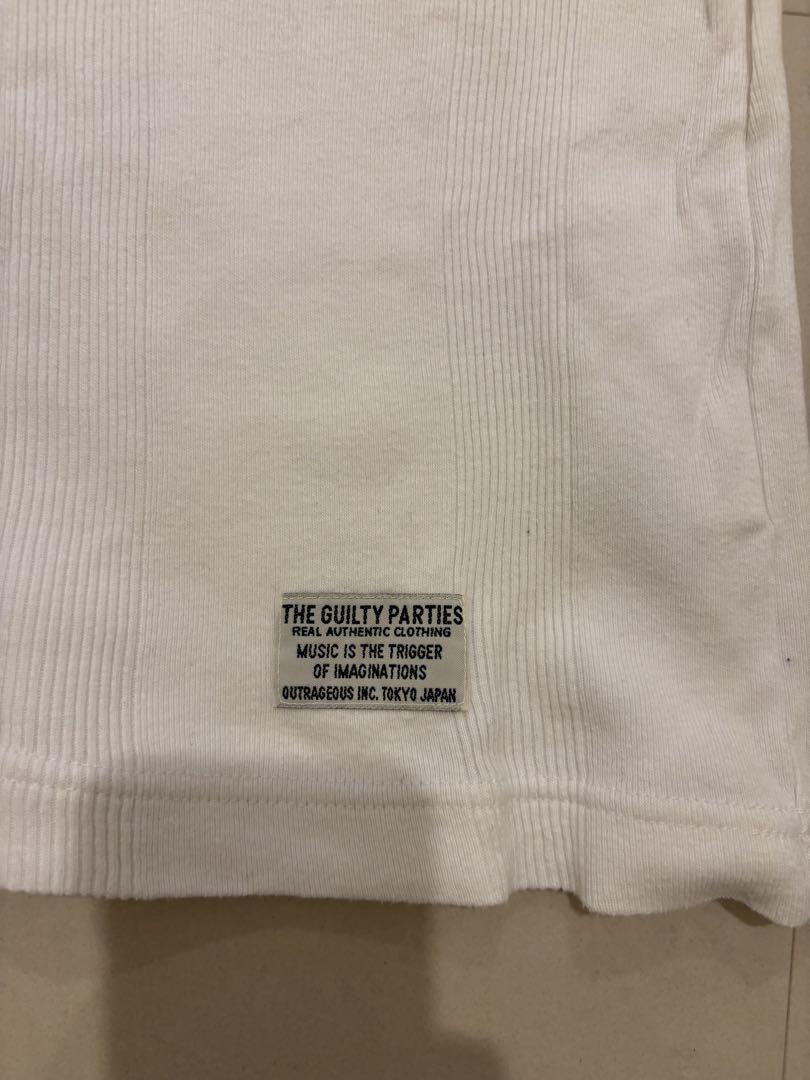 THE GUILTY PARTIES
REAL AUTHENTIC CLOTHING
MUSIC IS THE TRIGGER
OF IMAGINATIONS
OUTRAGEOUS INC. TOKYO JAPAN